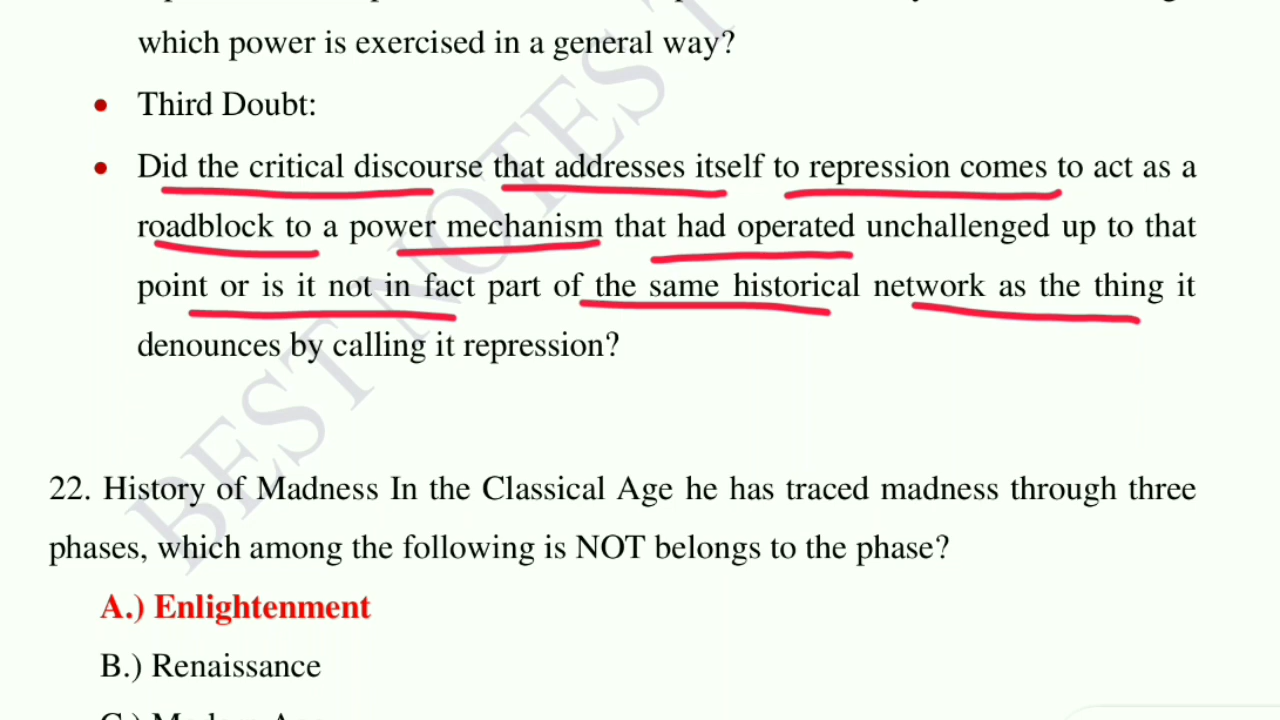 which power is exercised in a general way?
• Third Doubt:
• Did the critical discourse that addresses itself to repression comes to act as a
roadblock to a power mechanism that had operated unchallenged up to that
point or is it not in fact part of the same historical network as the thing it
denounces by calling it repression?
22. History of Madness In the Classical Age he has traced madness through three
phases, which among the following is NOT belongs to the phase?
A.) Enlightenment
B.) Renaissance
BEST NOTES